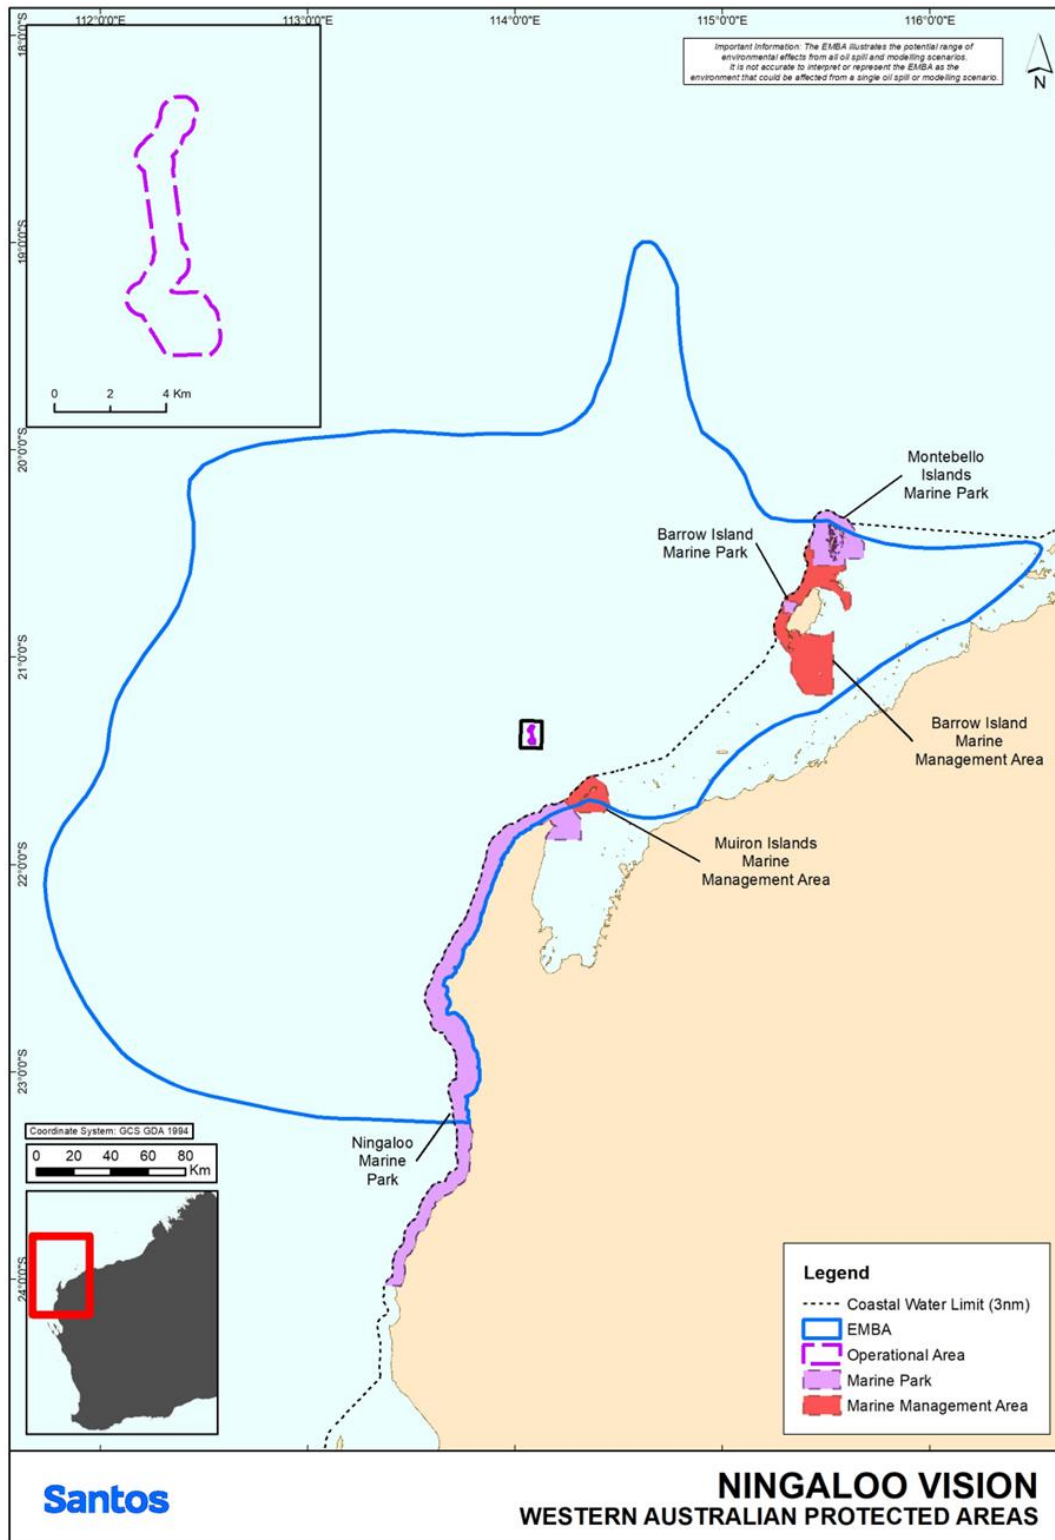 112°0'0"E
113°0'0"E
114°0'0"E
115°0'0"E
116°0'0"E
18°0'0"S
19°0'0"S
20°0'0"S
21°0'0"S
22°0'0"S
23°0'0"S
24°0'0"S
Important Information: The EMBA illustrates the potential range of
environmental effects from all oil spill and modelling scenarios.
It is not accurate to interpret or represent the EMBA as the
environment that could be affected from a single oil spill or modelling scenario.
N
0 2 4 Km
Montebello
Islands
Marine Park
Barrow Island
Marine Park
Barrow Island
Marine
Management Area
Muiron Islands
Marine
Management Area
Ningaloo
Marine
Park
Coordinate System: GCS GDA 1994
0 20 40 60 80
Km
Legend
Coastal Water Limit (3nm)
EMBA
Operational Area
Marine Park
Marine Management Area
Santos
NINGALOO VISION
WESTERN AUSTRALIAN PROTECTED AREAS